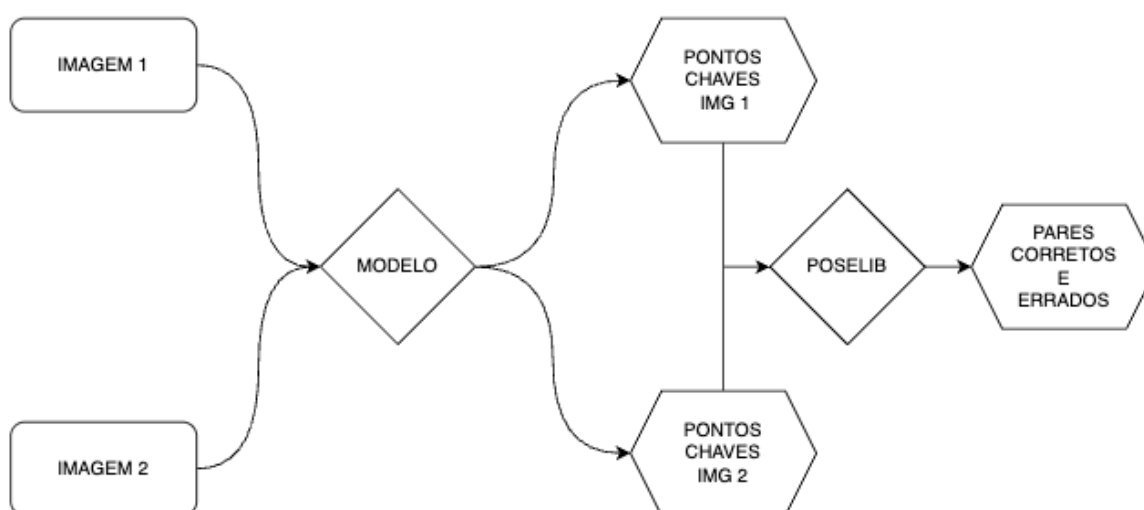 IMAGEM 1
PONTOS
CHAVES
IMG 1
MODELO
POSELIB
PARES
CORRETOS
E
ERRADOS
IMAGEM 2
PONTOS
CHAVES
IMG 2